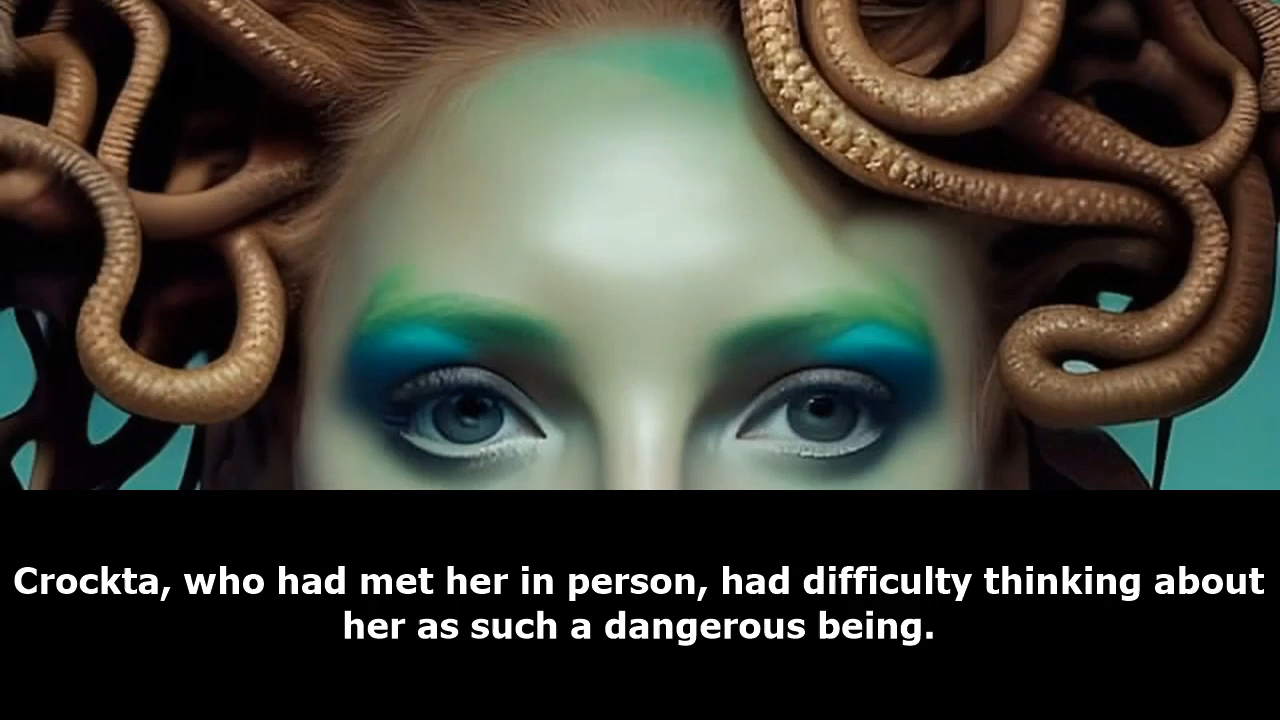 Crockta, who had met her in person, had difficulty thinking about
her as such a dangerous being.